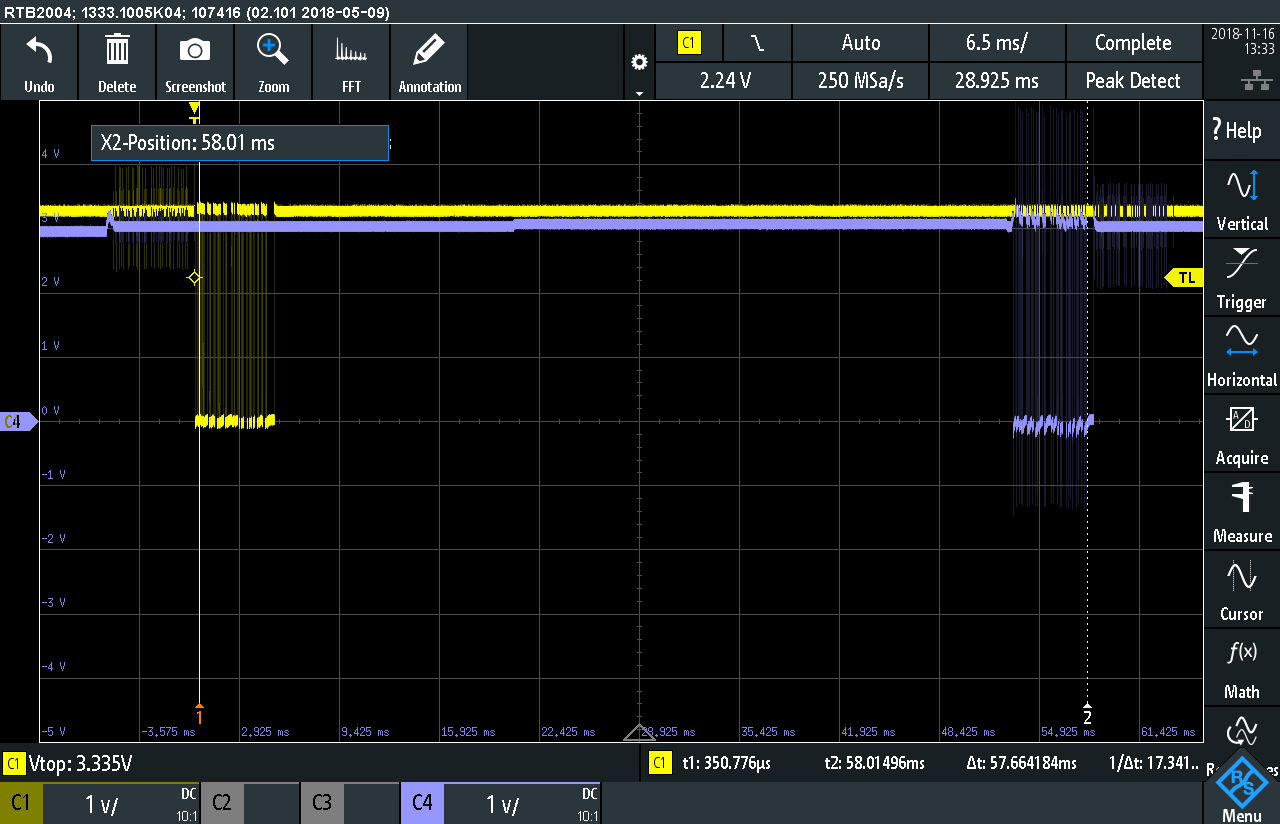 RTB2004; 1333.1005K04; 107416 (02.101 2018-05-09)
Undo
Delete
Screenshot
Zoom
FFT
Annotation
C1
Auto
6.5 ms/
Complete
2.24 V
250 MSa/s
28.925 ms
Peak Detect
2018-11-16
13:33
T
X2-Position: 58.01 ms
4 V
3 V
2 V
1 V
0 V
-1 V
-2 V
-3 V
-4 V
-5 V
C4
TL
1
2
-3,575 ms
2,925 ms
9,425 ms
15,925 ms
22,425 ms
28,925 ms
35,425 ms
41,925 ms
48,425 ms
54,925 ms
61,425 ms
? Help
Vertical
Trigger
Horizontal
A
D
Acquire
Measure
Cursor
f(x)
Math
R&S
Menu
C1 Vtop: 3.335V
C1 t1: 350.776µs t2: 58.01496ms Δt: 57.664184ms 1/Δt: 17.341..
C1 1 V/ DC 10:1
C2
C3
C4 1 V/ DC 10:1